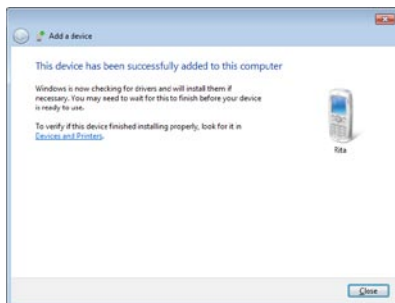 Add a device
This device has been successfully added to this computer
Windows is now checking for drivers and will install them if
necessary. You may need to wait for this to finish before your device
is ready to use.
To verify if this device finished installing properly, look for it in
Devices and Printers.
Rita
Close